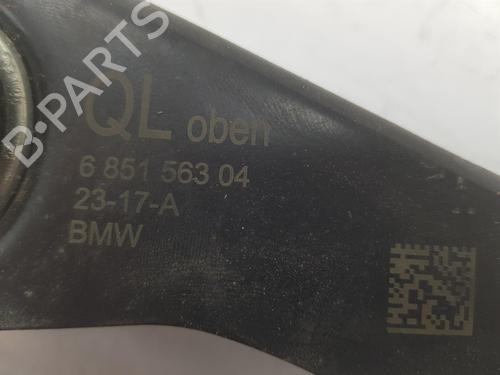 B-PARTS
QL oben
6 851 563 04
23-17-A
BMW